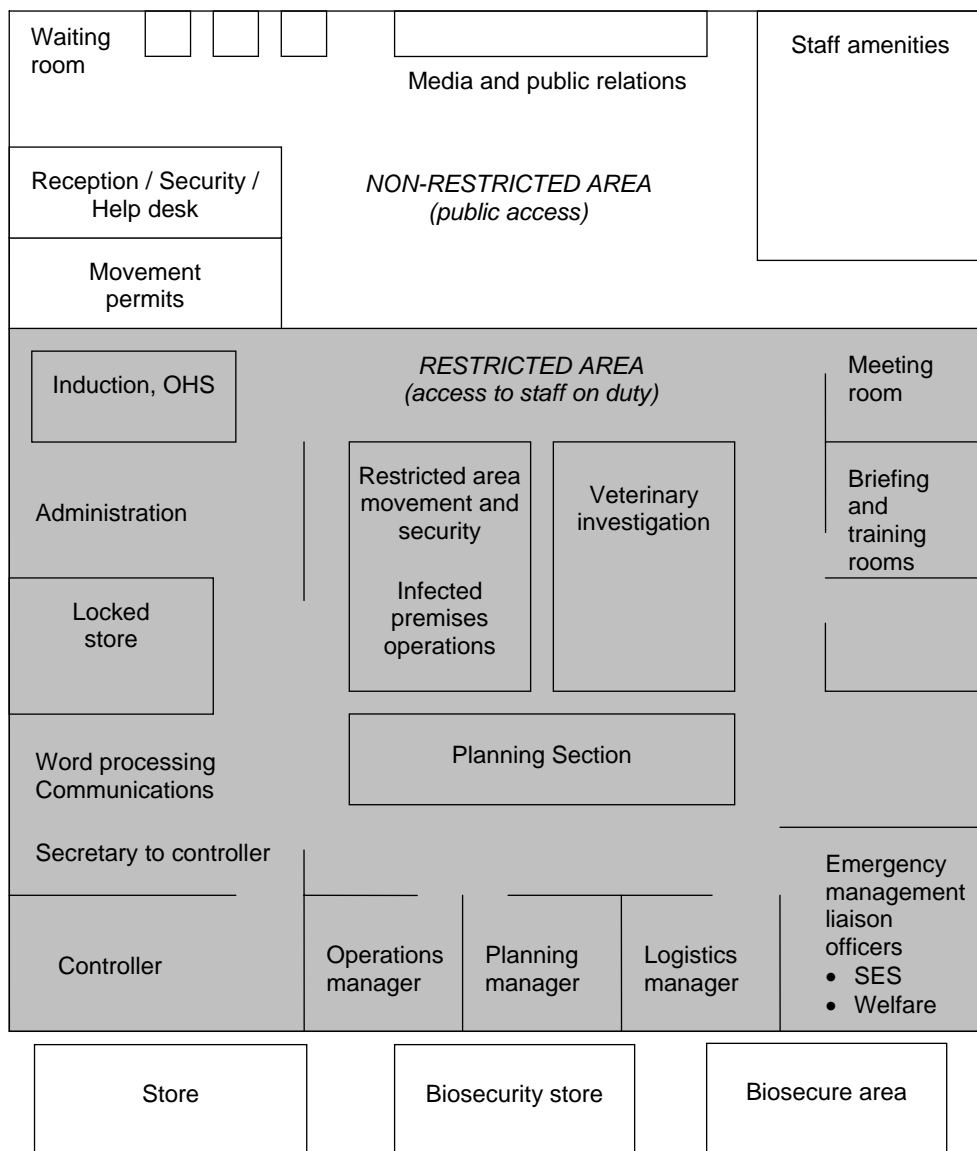 Waiting
room
Media and public relations
Staff amenities
Reception / Security /
Help desk
NON-RESTRICTED AREA
(public access)
Movement
permits
Induction, OHS
RESTRICTED AREA
(access to staff on duty)
Meeting
room
Administration
Restricted area
movement and
security
Infected
premises
operations
Veterinary
investigation
Briefing
and
training
rooms
Locked
store
Word processing
Communications
Planning Section
Secretary to controller
Controller
Operations
manager
Planning
manager
Logistics
manager
Emergency
management
liaison
officers
• SES
• Welfare
Store
Biosecurity store
Biosecure area